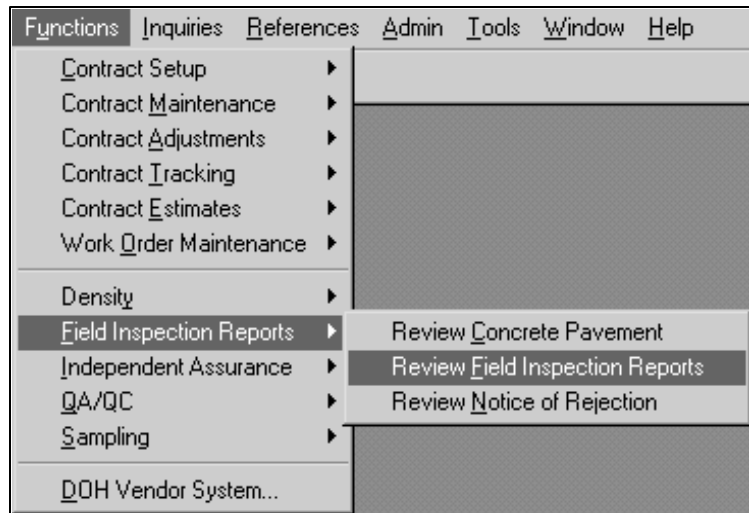 Functions Inquiries References Admin Tools Window Help
Contract Setup
Contract Maintenance
Contract Adjustments
Contract Tracking
Contract Estimates
Work Order Maintenance
Density
Field Inspection Reports
Review Concrete Pavement
Independent Assurance
Review Field Inspection Reports
QA/QC
Review Notice of Rejection
Sampling
DOH Vendor System...